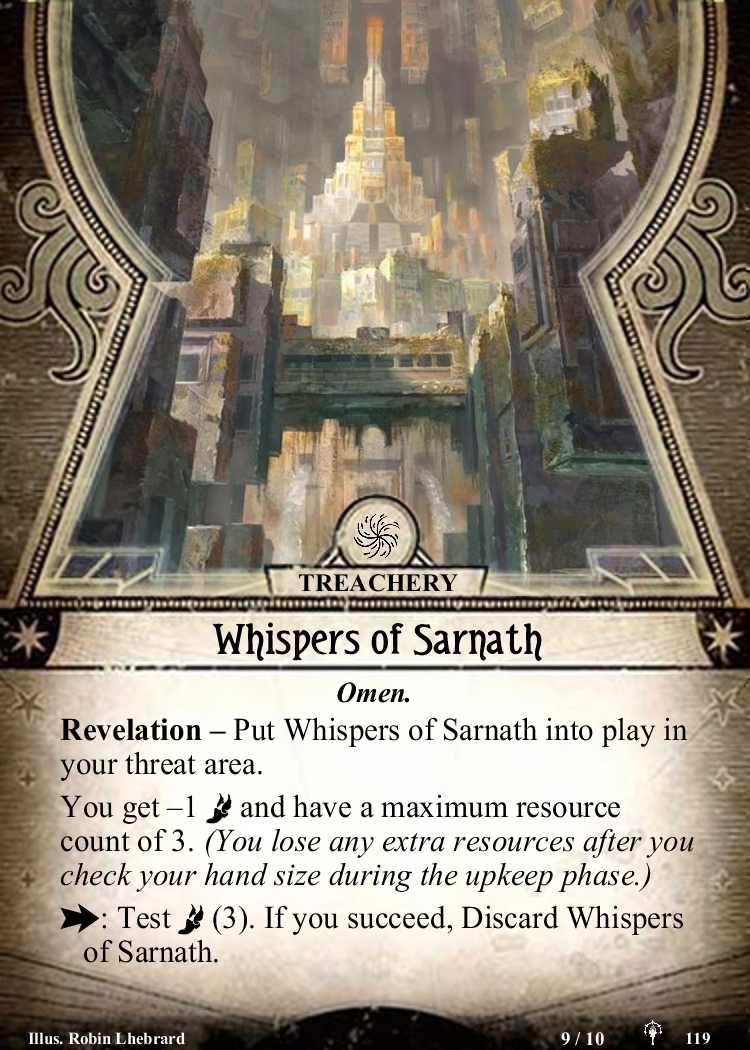 TREACHERY
Whispers of Sarnath
Omen.
Revelation – Put Whispers of Sarnath into play in
your threat area.
You get –1 and have a maximum resource
count of 3. (You lose any extra resources after you
check your hand size during the upkeep phase.)
: Test (3). If you succeed, Discard Whispers
of Sarnath.
Illus. Robin Lhebrard 9 / 10 119